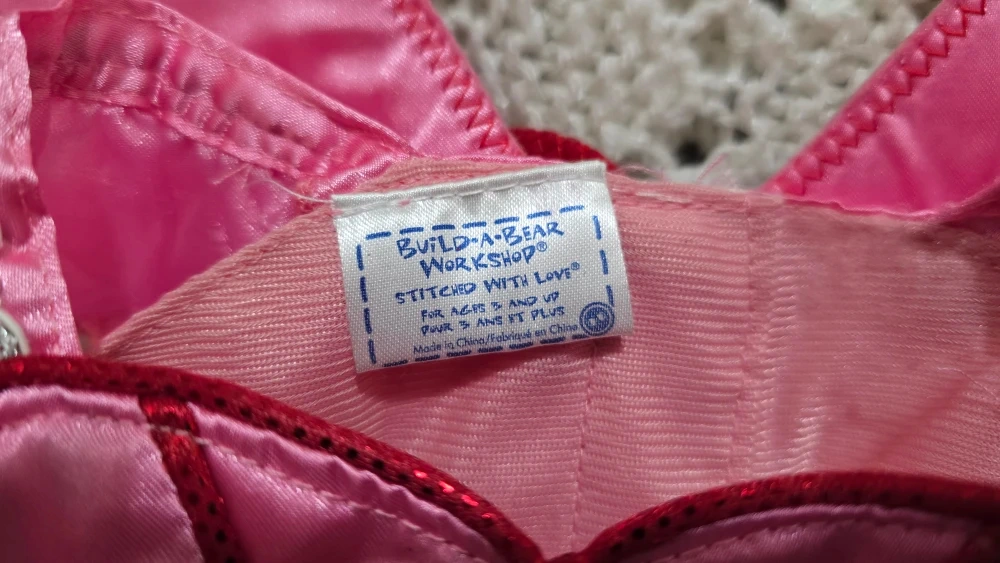 BUILD-A-BEAR
WORKSHOP®
STITCHED WITH LOVE®
FOR AGES 3 AND UP
POUR 3 ANS ET PLUS
Made in China/Fabriqué en China